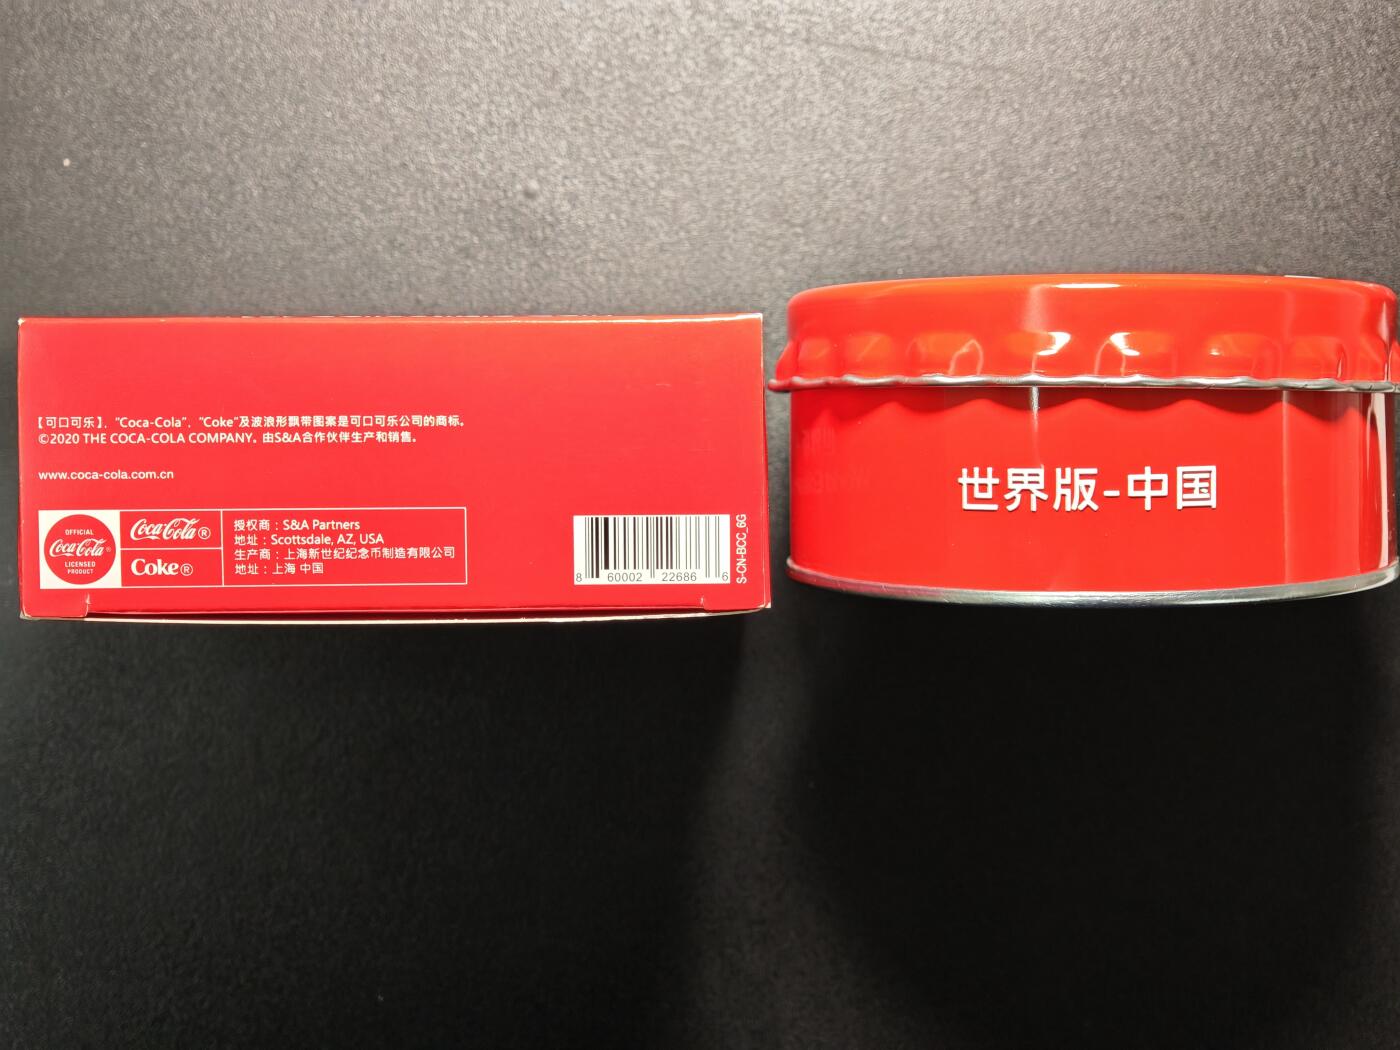 【可口可乐】, "Coca-Cola", "Coke"及波浪形飘带图案是可口可乐公司的商标。
©2020 THE COCA-COLA COMPANY. 由S&A合作伙伴生产和销售。
www.coca-cola.com.cn
OFFICIAL
Coca-Cola®
LICENSED
PRODUCT
Coca-Cola®
Coke®
授权商：S&A Partners
地址：Scottsdale, AZ, USA
生产商：上海新世纪纪念币制造有限公司
地址：上海 中国
8 60002 22686 6
S-CN-BCC_6G
世界版-中国